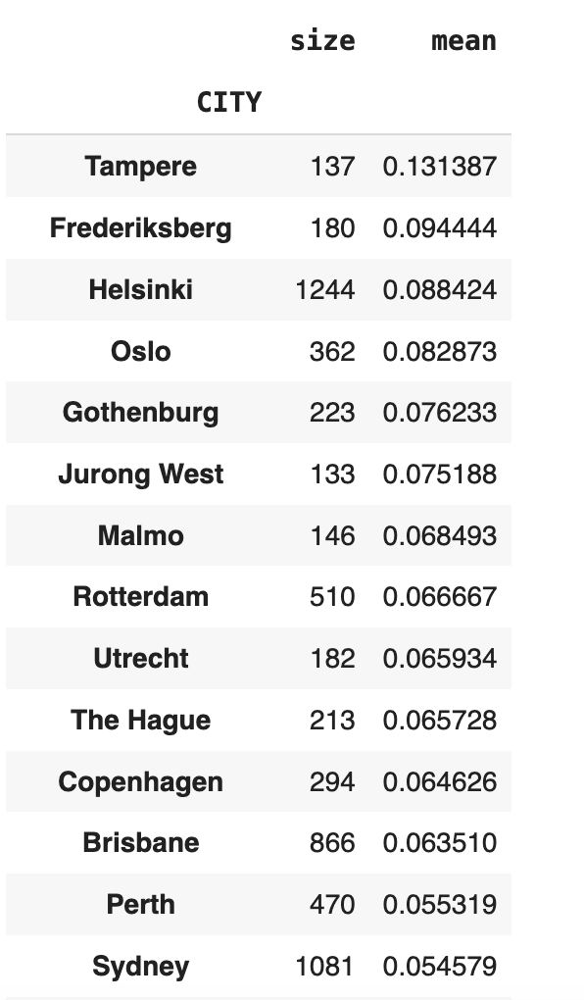 size mean
CITY
Tampere 137 0.131387
Frederiksberg 180 0.094444
Helsinki 1244 0.088424
Oslo 362 0.082873
Gothenburg 223 0.076233
Jurong West 133 0.075188
Malmo 146 0.068493
Rotterdam 510 0.066667
Utrecht 182 0.065934
The Hague 213 0.065728
Copenhagen 294 0.064626
Brisbane 866 0.063510
Perth 470 0.055319
Sydney 1081 0.054579